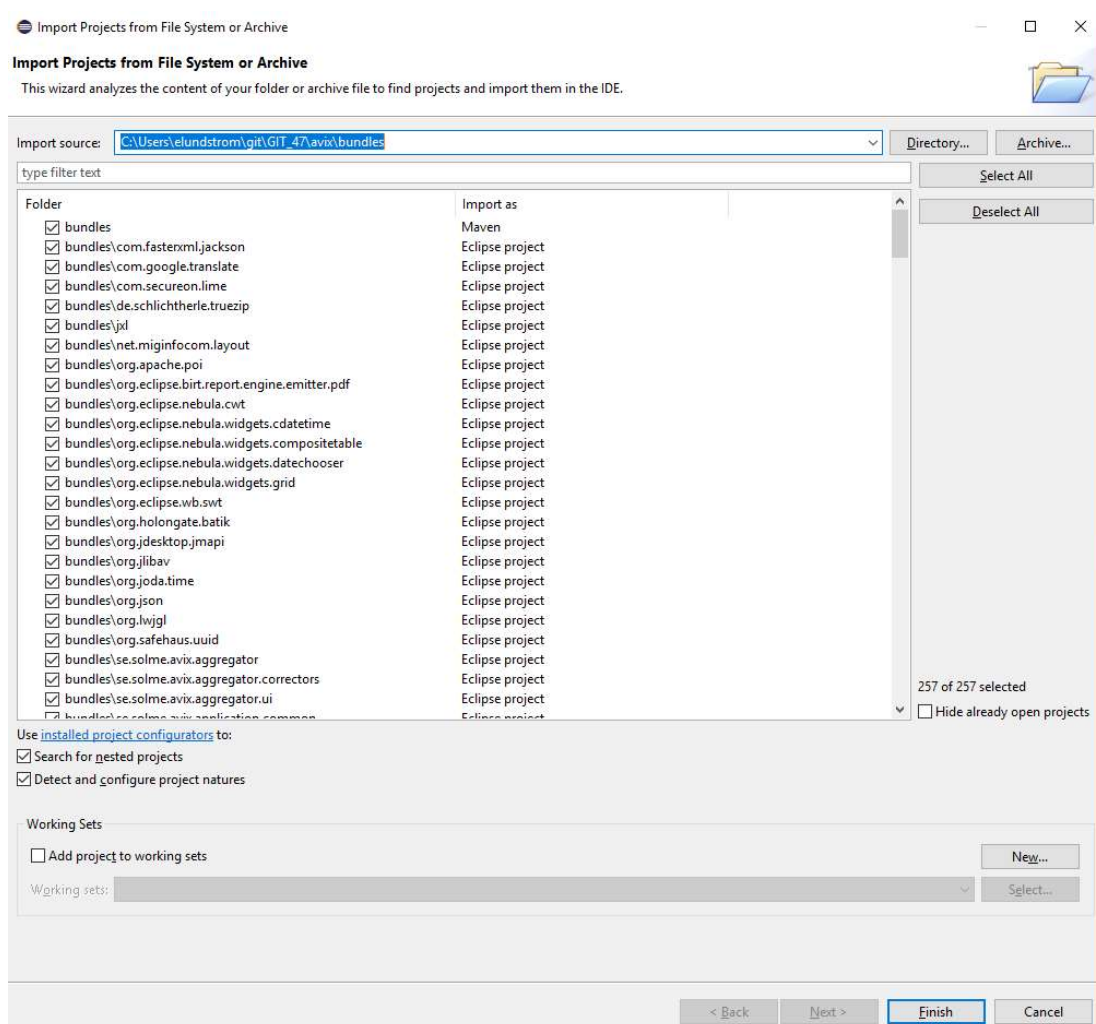 Import Projects from File System or Archive
Import Projects from File System or Archive
This wizard analyzes the content of your folder or archive file to find projects and import them in the IDE.
Import source: C:\Users\elundstrom\git\GIT_47\avix\bundles Directory... Archive...
type filter text Select All
Folder Import as Deselect All
bundles Maven
bundles\com.fasterxml.jackson Eclipse project
bundles\com.google.translate Eclipse project
bundles\com.secureon.lime Eclipse project
bundles\de.schlichtherle.truezip Eclipse project
bundles\jxl Eclipse project
bundles\net.miginfocom.layout Eclipse project
bundles\org.apache.poi Eclipse project
bundles\org.eclipse.birt.report.engine.emitter.pdf Eclipse project
bundles\org.eclipse.nebula.cwt Eclipse project
bundles\org.eclipse.nebula.widgets.cdatetime Eclipse project
bundles\org.eclipse.nebula.widgets.compositetable Eclipse project
bundles\org.eclipse.nebula.widgets.datechooser Eclipse project
bundles\org.eclipse.nebula.widgets.grid Eclipse project
bundles\org.eclipse.wb.swt Eclipse project
bundles\org.holongate.batik Eclipse project
bundles\org.jdesktop.jmapi Eclipse project
bundles\org.jlibav Eclipse project
bundles\org.joda.time Eclipse project
bundles\org.json Eclipse project
bundles\org.lwjgl Eclipse project
bundles\org.safehaus.uuid Eclipse project
bundles\se.solme.avix.aggregator Eclipse project
bundles\se.solme.avix.aggregator.correctors Eclipse project
bundles\se.solme.avix.aggregator.ui Eclipse project
bundles\se.solme.avix.application.common Eclipse project
257 of 257 selected
Hide already open projects
Use installed project configurators to:
Search for nested projects
Detect and configure project natures
Working Sets
Add project to working sets New...
Working sets: Select...
< Back Next > Finish Cancel